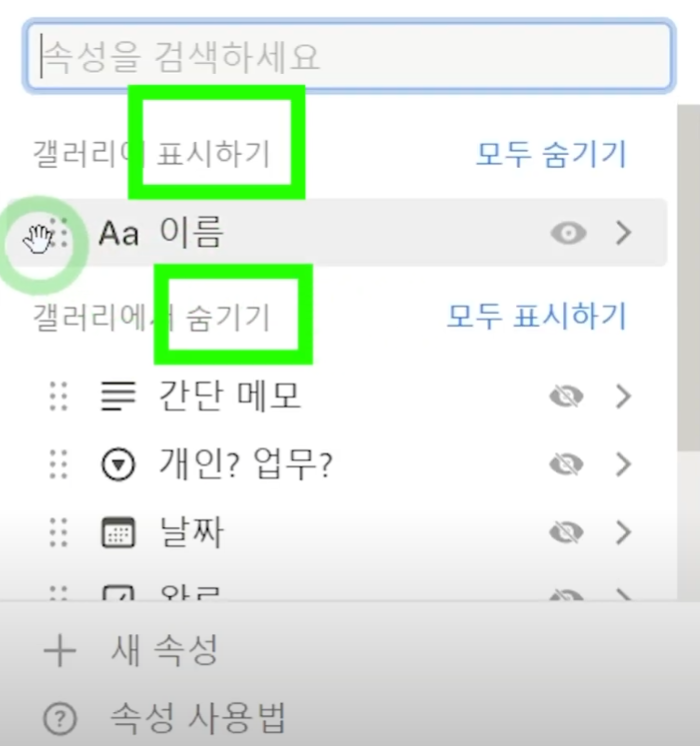 속성을 검색하세요
갤러리에 표시하기 모두 숨기기
Aa 이름
갤러리에서 숨기기 모두 표시하기
간단 메모
개인? 업무?
날짜
완료
새 속성
속성 사용법